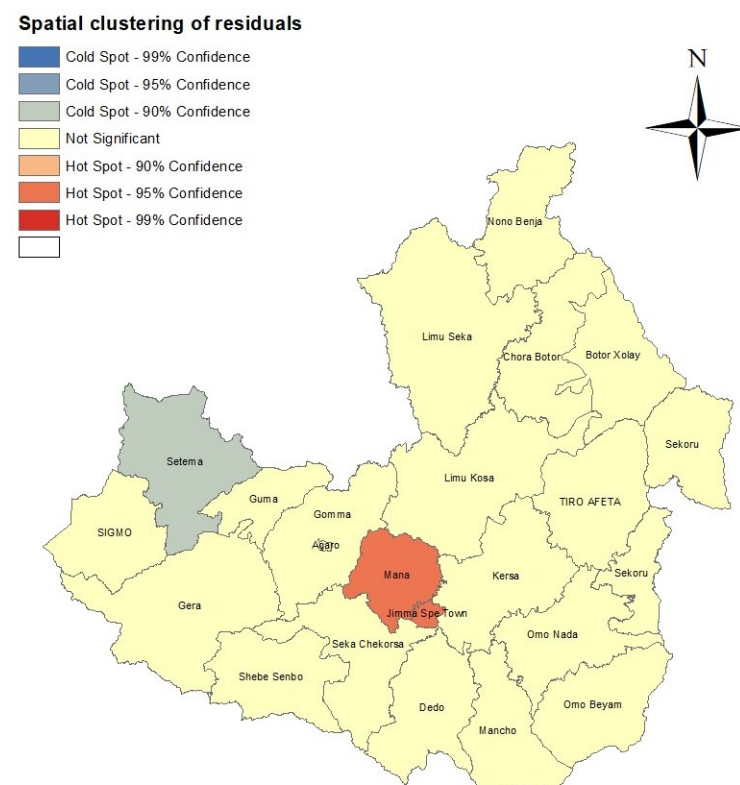 Spatial clustering of residuals
Cold Spot - 99% Confidence
Cold Spot - 95% Confidence
Cold Spot - 90% Confidence
Not Significant
Hot Spot - 90% Confidence
Hot Spot - 95% Confidence
Hot Spot - 99% Confidence
N
Nono Benja
Limu Seka
Chora Botor
Botor Xolay
Sekoru
Setema
Limu Kosa
Guma
TIRO AFETA
Gomma
SIGMO
Agaro
Mana
Kersa
Sekoru
Gera
Jimma Spe Town
Omo Nada
Seka Chekorsa
Shebe Senbo
Dedo
Omo Beyam
Mancho